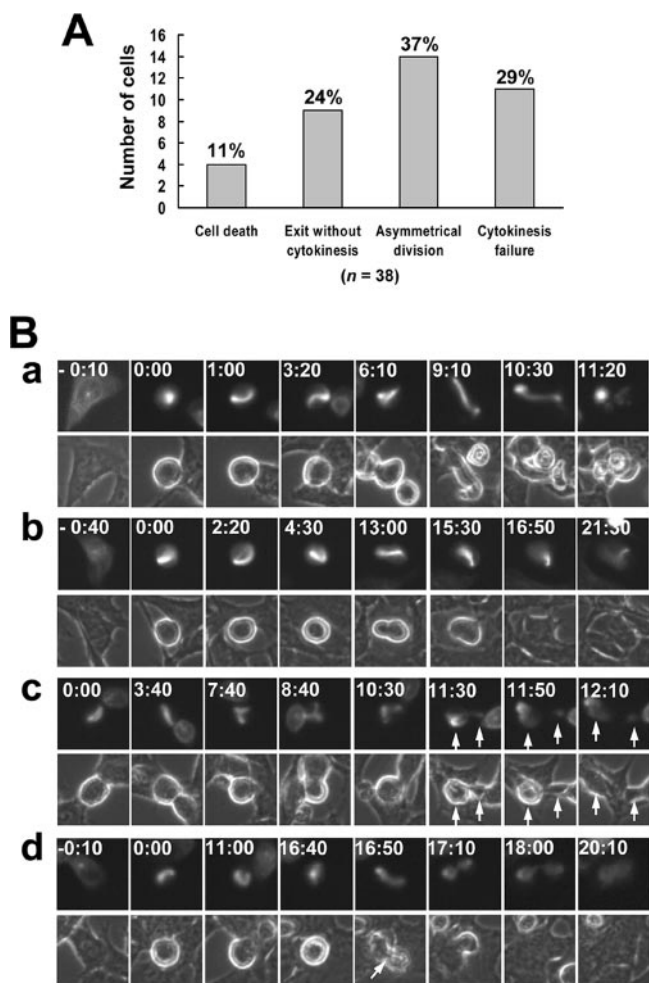 A
Number of cells
16
14
12
10
8
6
4
2
0
11%
24%
37%
29%
Cell death
Exit without
cytokinesis
Asymmetrical
division
Cytokinesis
failure
(n = 38)
B
a
- 0:10 0:00 1:00 3:20 6:10 9:10 10:30 11:20
b
- 0:40 0:00 2:20 4:30 13:00 15:30 16:50 21:30
c
0:00 3:40 7:40 8:40 10:30 11:30 11:50 12:10
d
-0:10 0:00 11:00 16:40 16:50 17:10 18:00 20:10